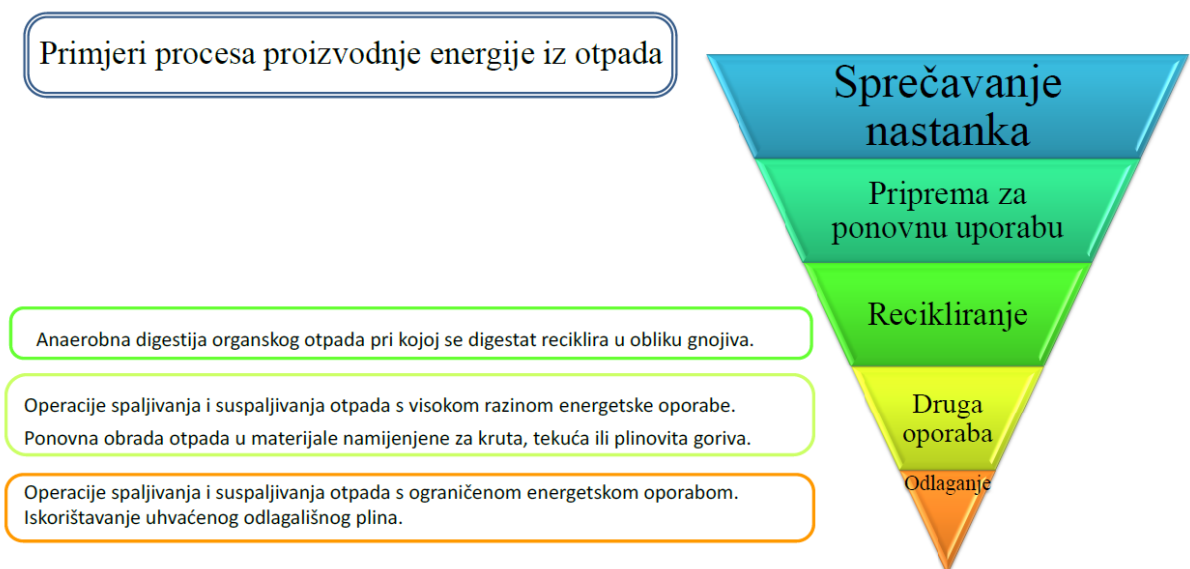 Primjeri procesa proizvodnje energije iz otpada
Sprečavanje
nastanka
Priprema za
ponovnu uporabu
Recikliranje
Anaerobna digestija organskog otpada pri kojoj se digestat reciklira u obliku gnojiva.
Druga
oporaba
Operacije spaljivanja i suspaljivanja otpada s visokom razinom energetske oporabe.
Ponovna obrada otpada u materijale namijenjene za kruta, tekuća ili plinovita goriva.
Odlaganje
Operacije spaljivanja i suspaljivanja otpada s ograničenom energetskom oporabom.
Iskorištavanje uhvaćenog odlagališnog plina.